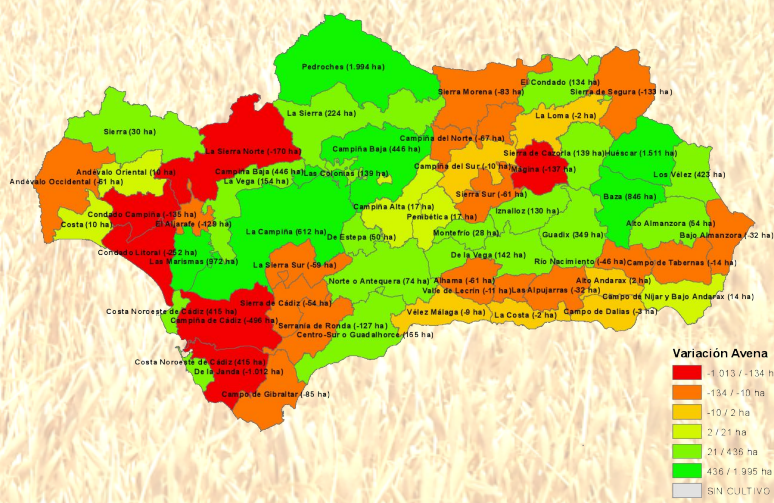 Pedroches (1.994 ha)
El Condado (134 ha)
Sierra Morena (-83 ha)
Sierra de Segura (-133
La Sierra (224 ha)
La Loma (-2 ha)
Sierra (30 ha)
Campiña del Norte (-67 ha)
La Sierra Norte (-170 ha)
Campiña Baja (446 ha)
Sierra de Cazorla (139 ha)
Huéscar (1.511 ha)
Andévalo Oriental (10 ha)
Campiña Baja (446 ha)
Las Colonias (139 ha)
Campiña del Sur (-10 ha)
Mágina (-137 ha)
Los Vélez (423 ha)
Andévalo Occidental (-51 ha)
La Vega (154 ha)
Sierra Sur (-61 ha)
Baza (846 ha)
Condado Campiña (-135 ha)
Campiña Alta (17 ha)
Penibética (17 ha)
Iznalloz (130 ha)
Costa (10 ha)
El Aljarafe (-129 ha)
La Campiña (612 ha)
De Estepa (50 ha)
Montefrío (28 ha)
Guadix (349 ha)
Alto Almanzora (54 ha)
Bajo Almanzora (-32 ha)
Condado Litoral (-252 ha)
Las Marismas (972 ha)
La Sierra Sur (-59 ha)
De la Vega (142 ha)
Río Nacimiento (-46 ha)
Campo de Tabernas (-14 ha)
Norte o Antequera (74 ha)
Alhama (-61 ha)
Alto Andarax (2 ha)
Valle de Lecrín (-11 ha)
Las Alpujarras (-32 ha)
Campo de Nijar y Bajo Andarax (14 ha)
Sierra de Cádiz (-54 ha)
Costa Noroeste de Cádiz (415 ha)
Campiña de Cádiz (-496 ha)
Serranía de Ronda (-127 ha)
Vélez Málaga (-9 ha)
La Costa (-2 ha)
Campo de Dalías (-3 ha)
Centro-Sur o Guadalhorce (155 ha)
Costa Noroeste de Cádiz (415 ha)
De la Janda (-1.012 ha)
Campo de Gibraltar (-85 ha)
Variación Avena
-1.013 / -134 h
-134 / -10 ha
-10 / 2 ha
2 / 21 ha
21 / 436 ha
436 / 1.995 ha
SIN CULTIVO